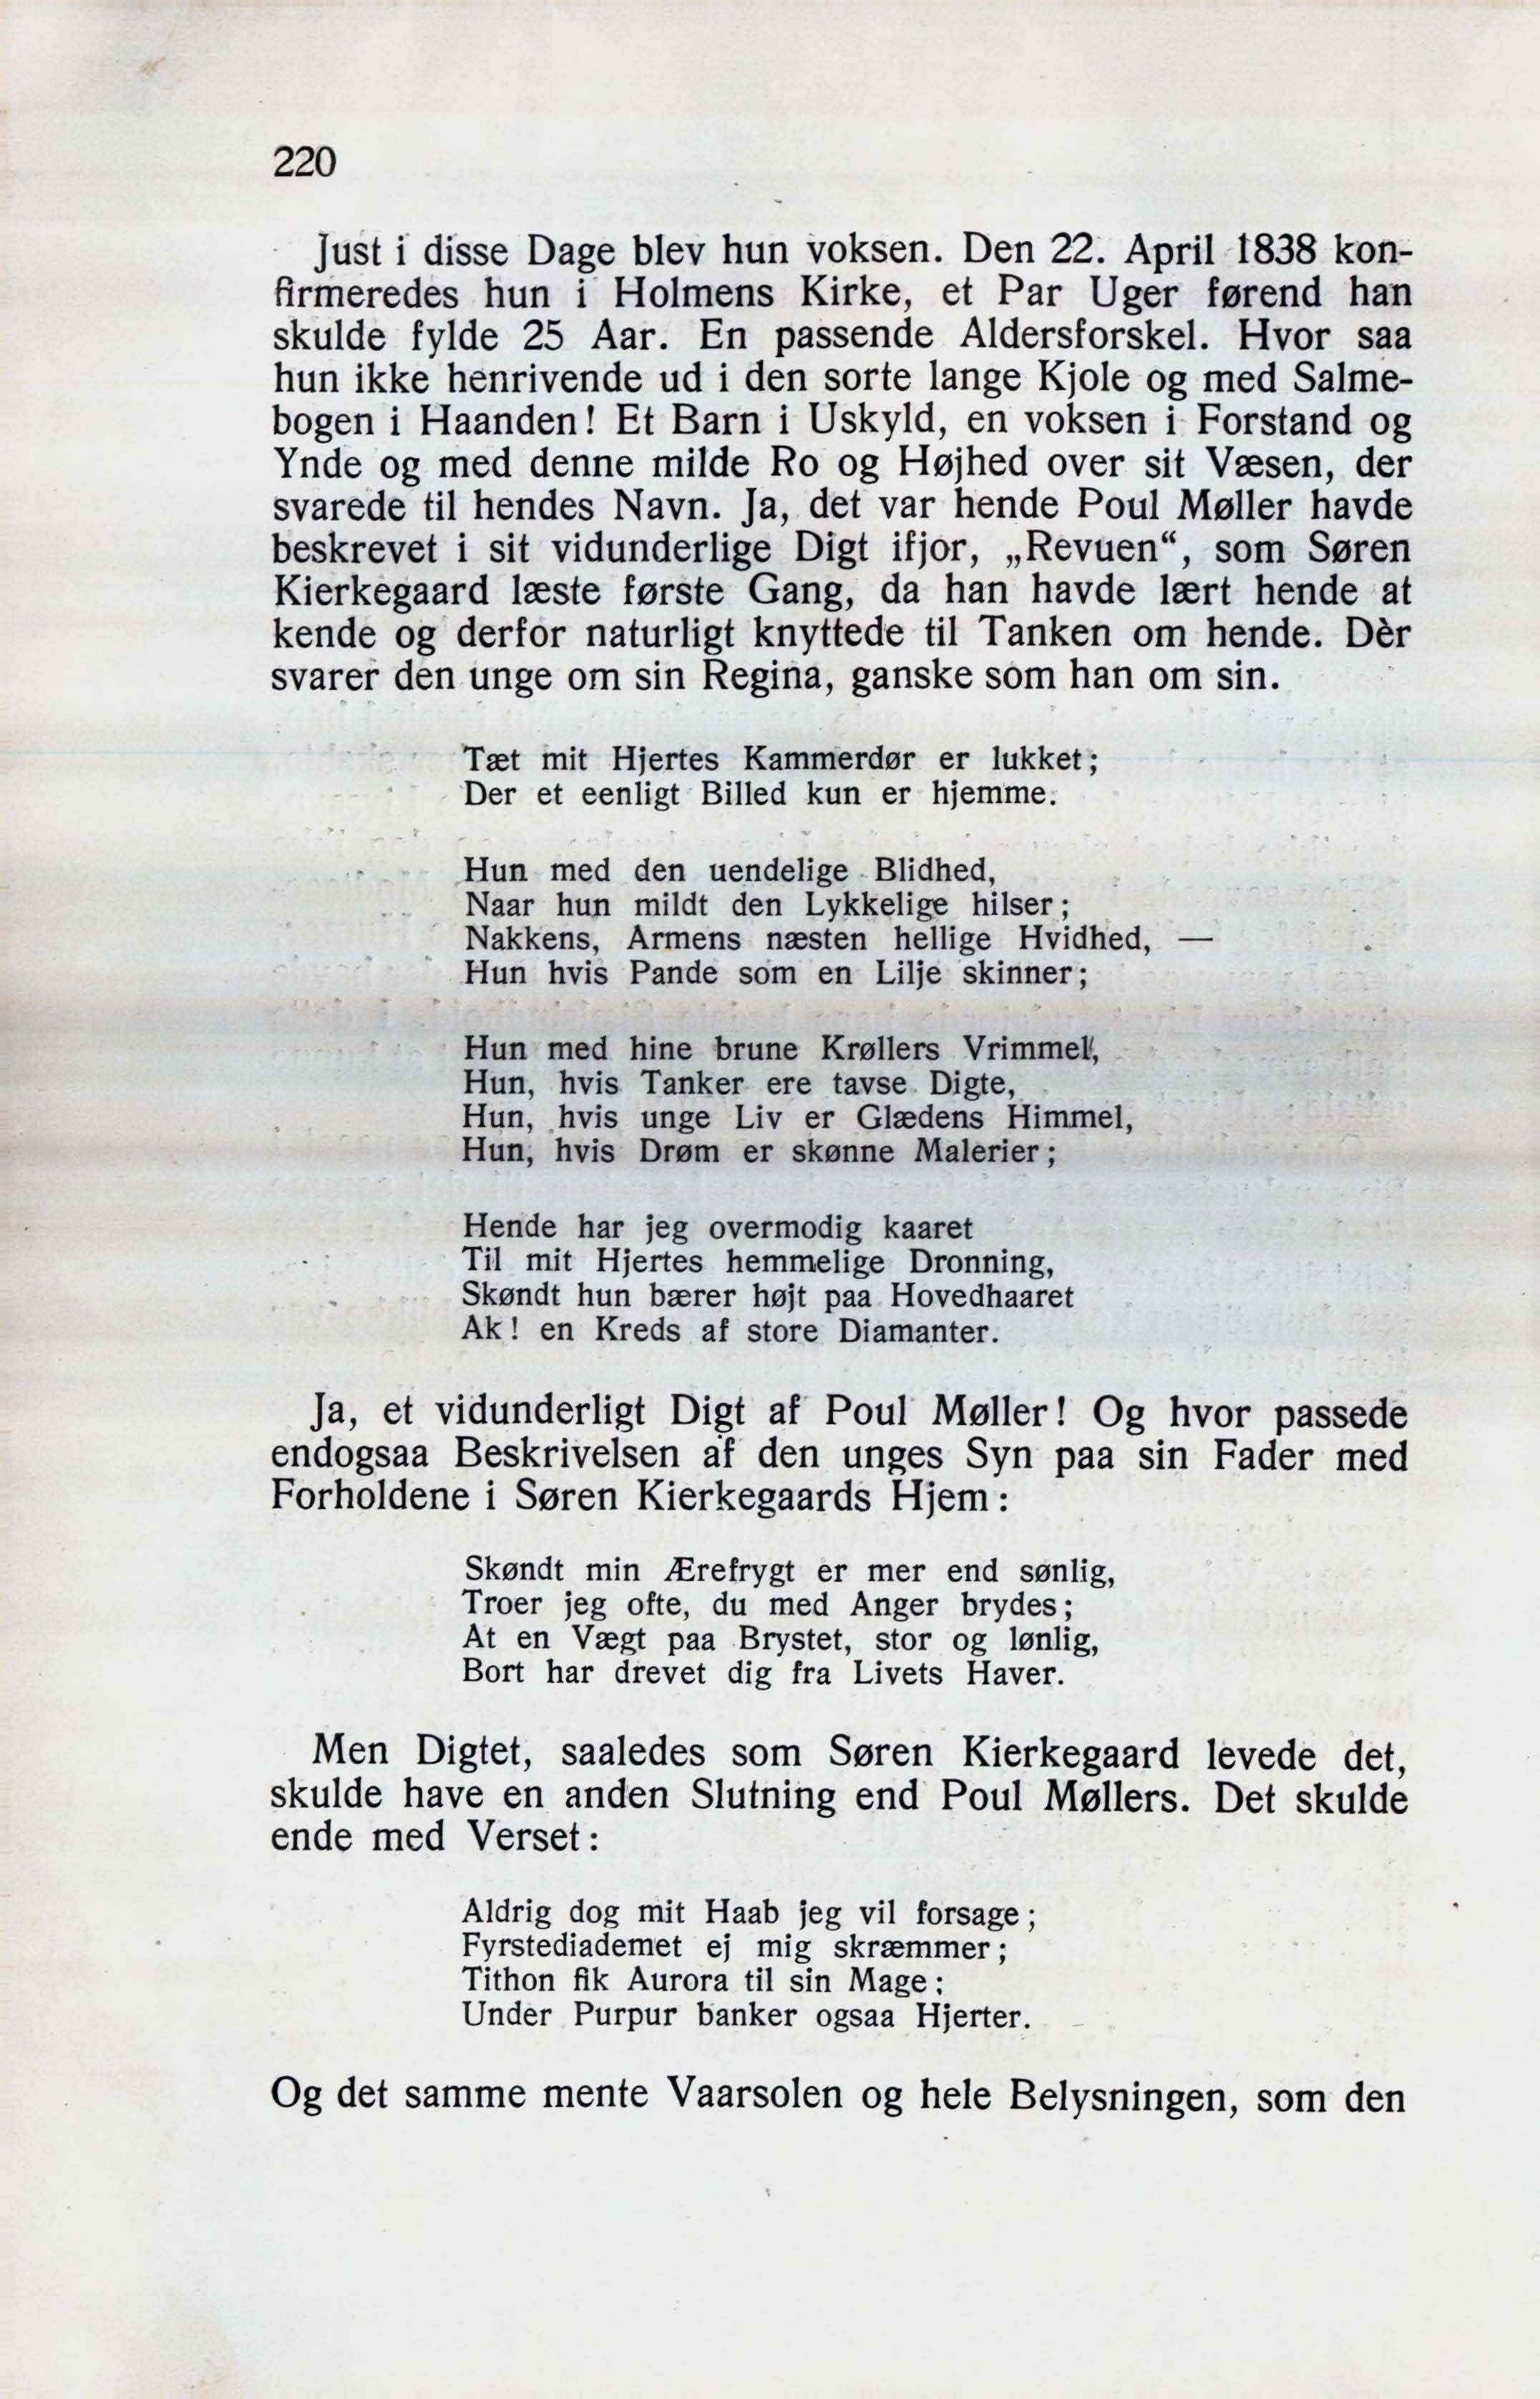 220
Just i disse Dage blev hun voksen. Den 22. April 1838 kon-
firmeredes hun i Holmens Kirke, et Par Uger førend han
skulde fylde 25 Aar. En passende Aldersforskel. Hvor saa
hun ikke henrivende ud i den sorte lange Kjole og med Salme-
bogen i Haanden! Et Barn i Uskyld, en voksen i Forstand og
Ynde og med denne milde Ro og Højhed over sit Væsen, der
svarede til hendes Navn. Ja, det var hende Poul Møller havde
beskrevet i sit vidunderlige Digt ifjor, „Revuen“, som Søren
Kierkegaard læste første Gang, da han havde lært hende at
kende og derfor naturligt knyttede til Tanken om hende. Dèr
svarer den unge om sin Regina, ganske som han om sin.
Tæt mit Hjertes Kammerdør er lukket;
Der et eenligt Billed kun er hjemme.
Hun med den uendelige Blidhed,
Naar hun mildt den Lykkelige hilser;
Nakkens, Armens næsten hellige Hvidhed, —
Hun hvis Pande som en Lilje skinner;
Hun med hine brune Krøllers Vrimmel,
Hun, hvis Tanker ere tavse Digte,
Hun, hvis unge Liv er Glædens Himmel,
Hun, hvis Drøm er skønne Malerier;
Hende har jeg overmodig kaaret
Til mit Hjertes hemmelige Dronning,
Skøndt hun bærer højt paa Hovedhaaret
Ak! en Kreds af store Diamanter.
Ja, et vidunderligt Digt af Poul Møller! Og hvor passede
endogsaa Beskrivelsen af den unges Syn paa sin Fader med
Forholdene i Søren Kierkegaards Hjem:
Skøndt min Ærefrygt er mer end sønlig,
Troer jeg ofte, du med Anger brydes;
At en Vægt paa Brystet, stor og lønlig,
Bort har drevet dig fra Livets Haver.
Men Digtet, saaledes som Søren Kierkegaard levede det,
skulde have en anden Slutning end Poul Møllers. Det skulde
ende med Verset:
Aldrig dog mit Haab jeg vil forsage;
Fyrstediademet ej mig skræmmer;
Tithon fik Aurora til sin Mage;
Under Purpur banker ogsaa Hjerter.
Og det samme mente Vaarsolen og hele Belysningen, som den